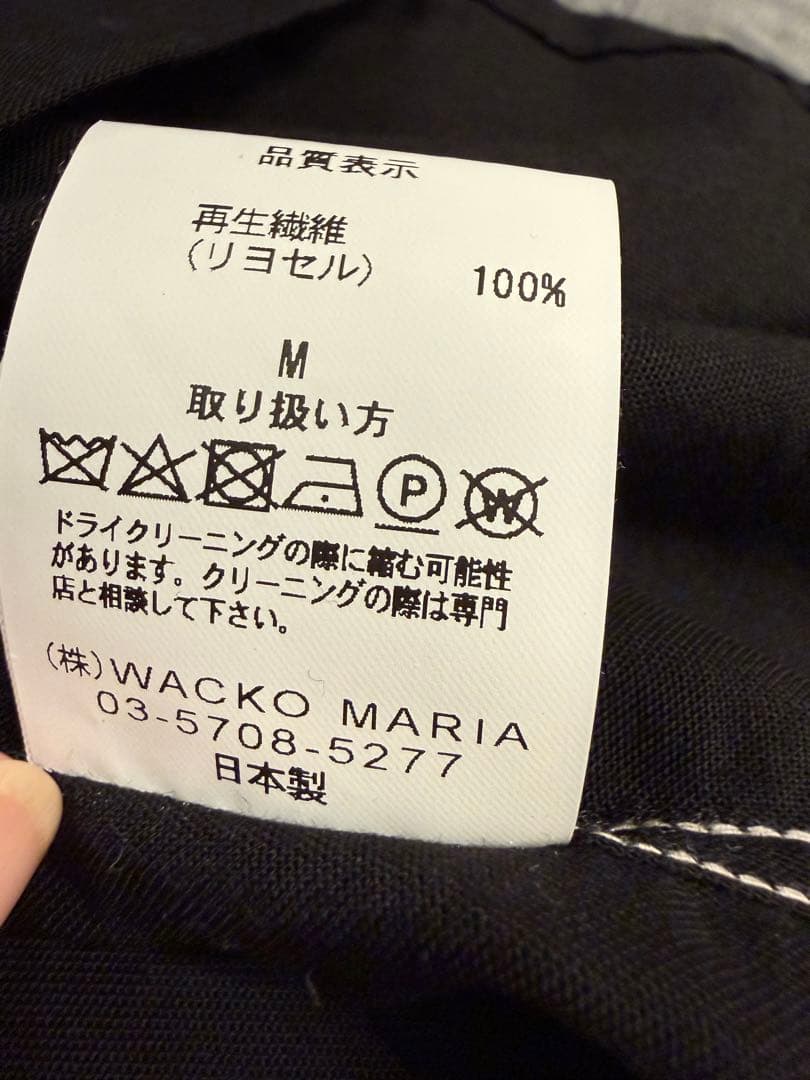 品質表示
再生繊維
(リヨセル) 100%
M
取り扱い方
P W
ドライクリーニングの際に縮む可能性
があります。クリーニングの際は専門
店と相談して下さい。
(株)WACKO MARIA
03-5708-5277
日本製